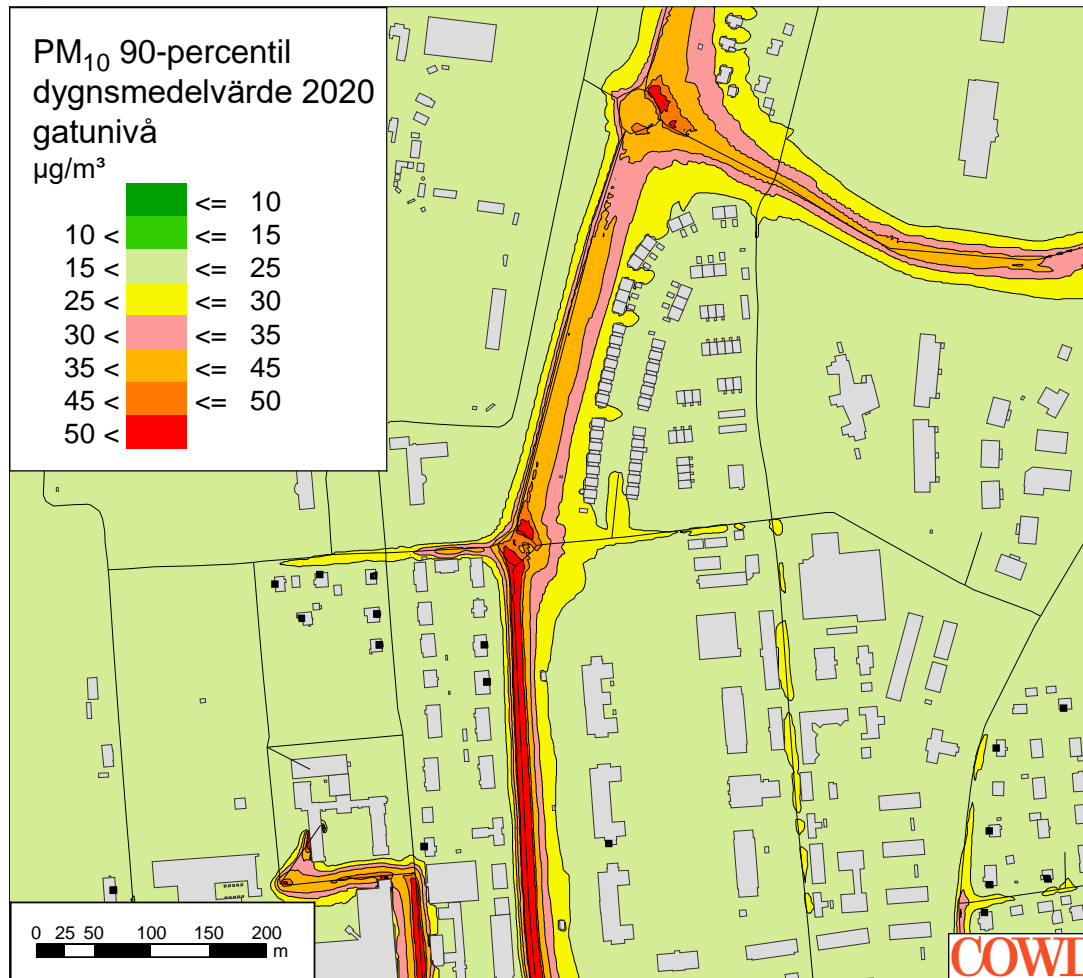 PM₁₀ 90-percentil
dygnsmedelvärde 2020
gatunivå
µg/m³
<= 10
10 < <= 15
15 < <= 25
25 < <= 30
30 < <= 35
35 < <= 45
45 < <= 50
50 <
0 25 50 100 150 200
m
COWI